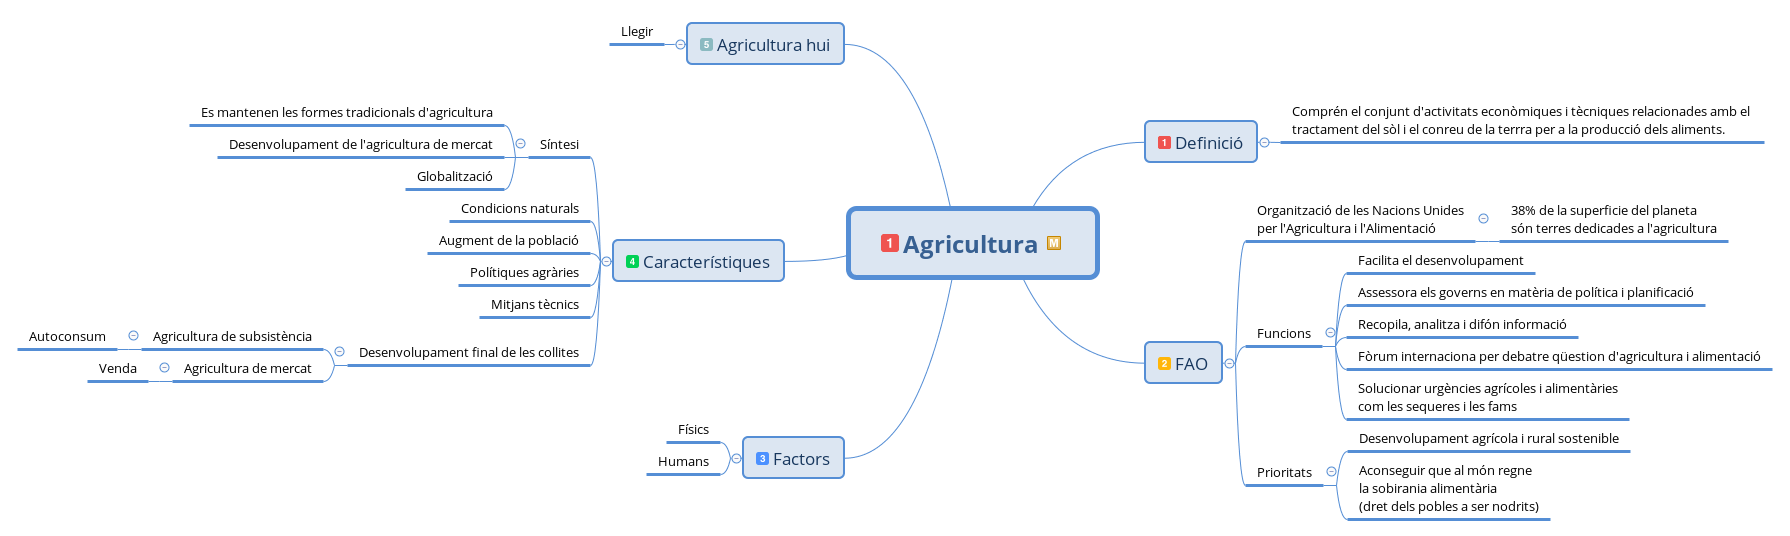 1 Agricultura M
1 Definició
Comprén el conjunt d'activitats econòmiques i tècniques relacionades amb el
tractament del sòl i el conreu de la terrra per a la producció dels aliments.
2 FAO
Organització de les Nacions Unides
per l'Agricultura i l'Alimentació
38% de la superficie del planeta
són terres dedicades a l'agricultura
Funcions
Facilita el desenvolupament
Assessora els governs en matèria de política i planificació
Recopila, analitza i difón informació
Fòrum internaciona per debatre qüestion d'agricultura i alimentació
Solucionar urgències agrícoles i alimentàries
com les sequeres i les fams
Prioritats
Desenvolupament agrícola i rural sostenible
Aconseguir que al món regne
la sobirania alimentària
(dret dels pobles a ser nodrits)
3 Factors
Físics
Humans
4 Característiques
Síntesi
Es mantenen les formes tradicionals d'agricultura
Desenvolupament de l'agricultura de mercat
Globalització
Condicions naturals
Augment de la població
Polítiques agràries
Mitjans tècnics
Desenvolupament final de les collites
Agricultura de subsistència
Autoconsum
Agricultura de mercat
Venda
5 Agricultura hui
Llegir